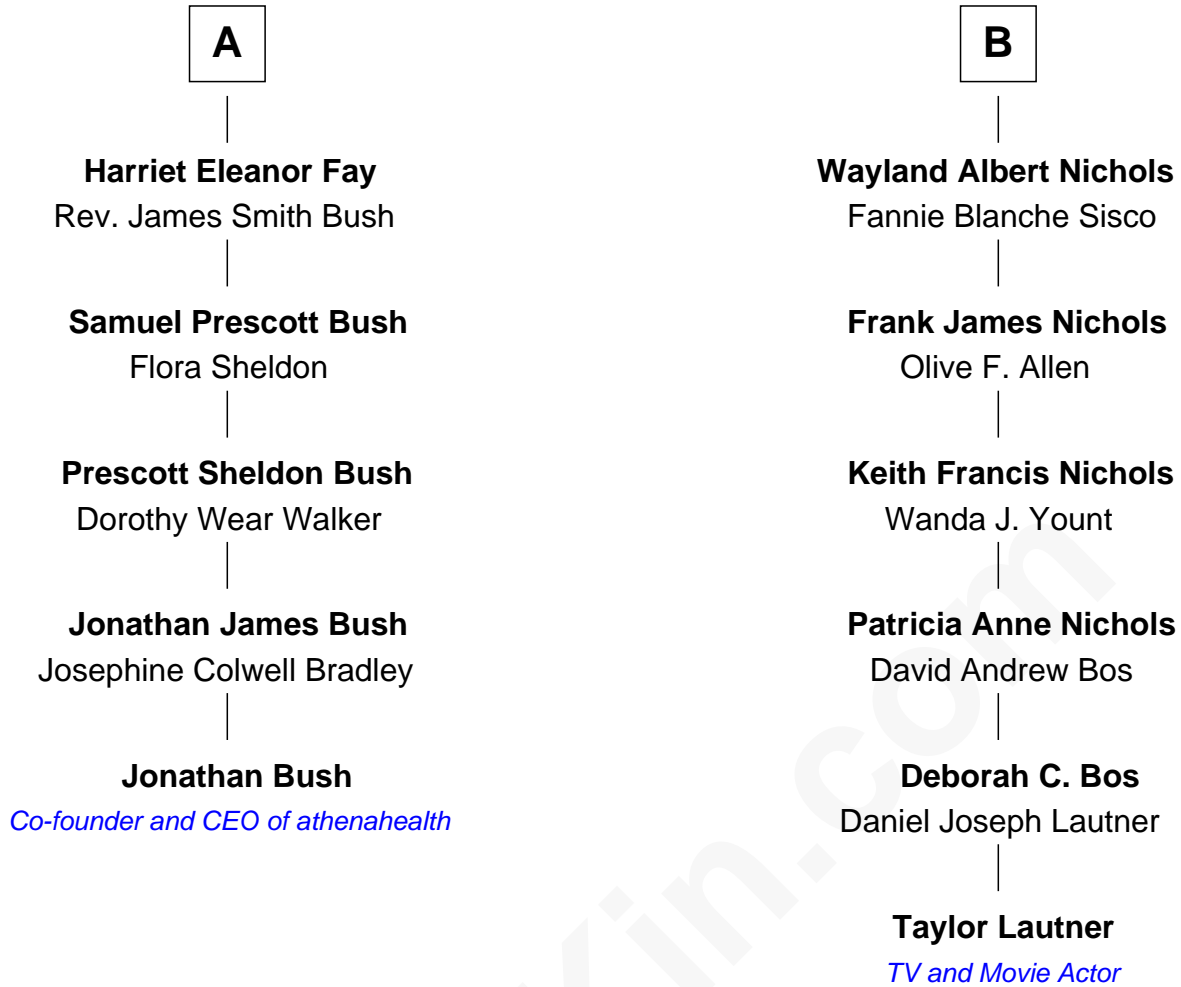 A
Harriet Eleanor Fay
Rev. James Smith Bush
Samuel Prescott Bush
Flora Sheldon
Prescott Sheldon Bush
Dorothy Wear Walker
Jonathan James Bush
Josephine Colwell Bradley
Jonathan Bush
Co-founder and CEO of athenahealth
B
Wayland Albert Nichols
Fannie Blanche Sisco
Frank James Nichols
Olive F. Allen
Keith Francis Nichols
Wanda J. Yount
Patricia Anne Nichols
David Andrew Bos
Deborah C. Bos
Daniel Joseph Lautner
Taylor Lautner
TV and Movie Actor
Kin.com